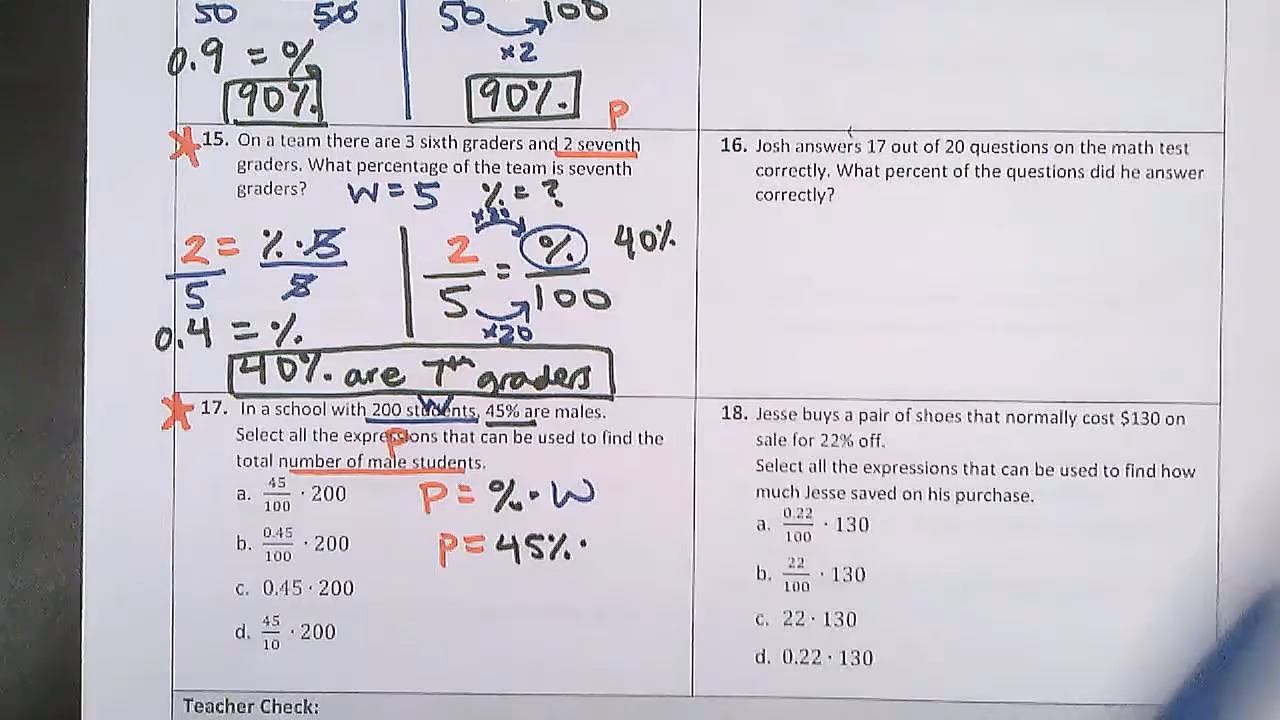 50 50 50 100
×2
0.9 = %
90% 90%.
P
15. On a team there are 3 sixth graders and 2 seventh
graders. What percentage of the team is seventh
graders? W = 5 % = ?
×20
2 = % · 5 2 = % 40%
5 5 5 100
×20
0.4 = %
40% are 7th graders
16. Josh answers 17 out of 20 questions on the math test
correctly. What percent of the questions did he answer
correctly?
17. In a school with 200 students, 45% are males.
W
Select all the expressions that can be used to find the
P
total number of male students.
a. 45/100 · 200 P = % · W
b. 0.45/100 · 200 P = 45% ·
c. 0.45 · 200
d. 45/10 · 200
18. Jesse buys a pair of shoes that normally cost $130 on
sale for 22% off.
Select all the expressions that can be used to find how
much Jesse saved on his purchase.
a. 0.22/100 · 130
b. 22/100 · 130
c. 22 · 130
d. 0.22 · 130
Teacher Check: